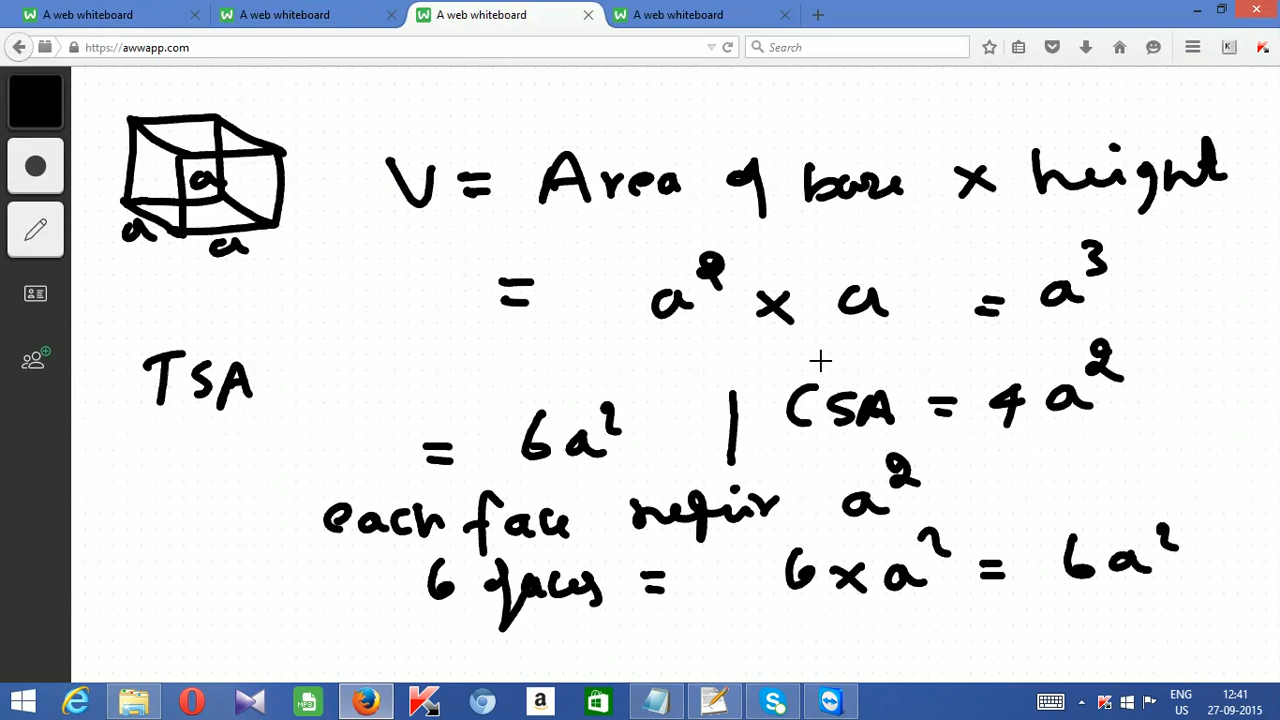 A web whiteboard
A web whiteboard
A web whiteboard
A web whiteboard
https://awwapp.com
Search
V = Area of base × height
= a² × a = a³
a
a
a
TSA
= 6a² | CSA = 4a²
each face a²
6 faces = 6 × a² = 6a²
MP3
a
ENG
12:41
US
27-09-2015